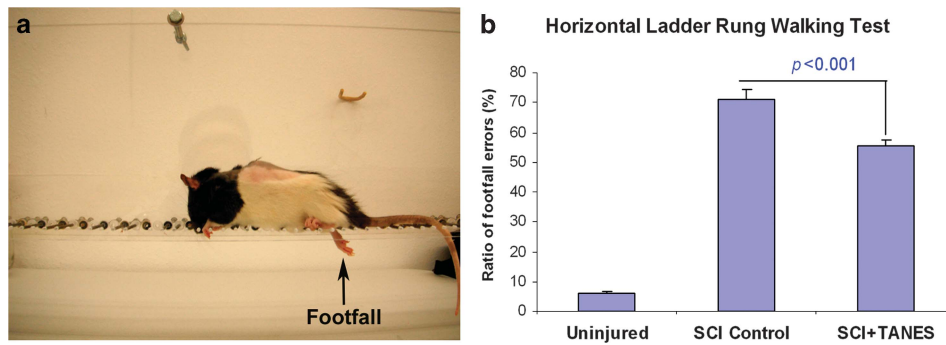 a
Footfall
b
Horizontal Ladder Rung Walking Test
p<0.001
Ratio of footfall errors (%)
80
70
60
50
40
30
20
10
0
Uninjured SCI Control SCI+TANES